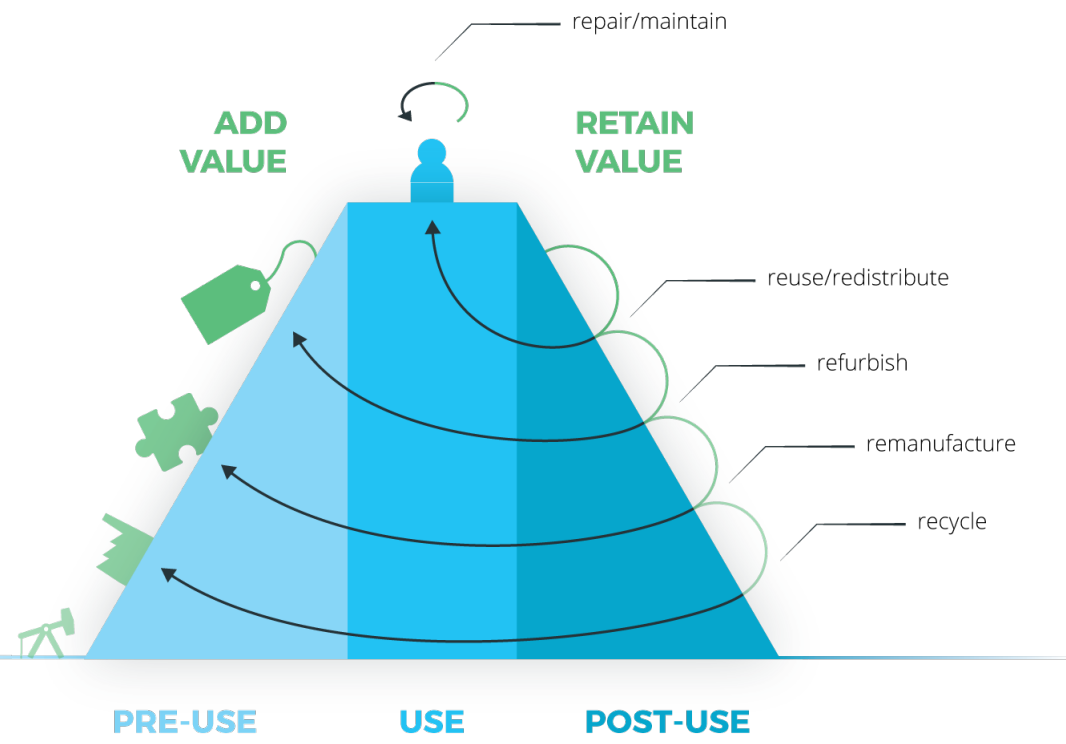 repair/maintain
ADD
VALUE
RETAIN
VALUE
reuse/redistribute
refurbish
remanufacture
recycle
PRE-USE
USE
POST-USE